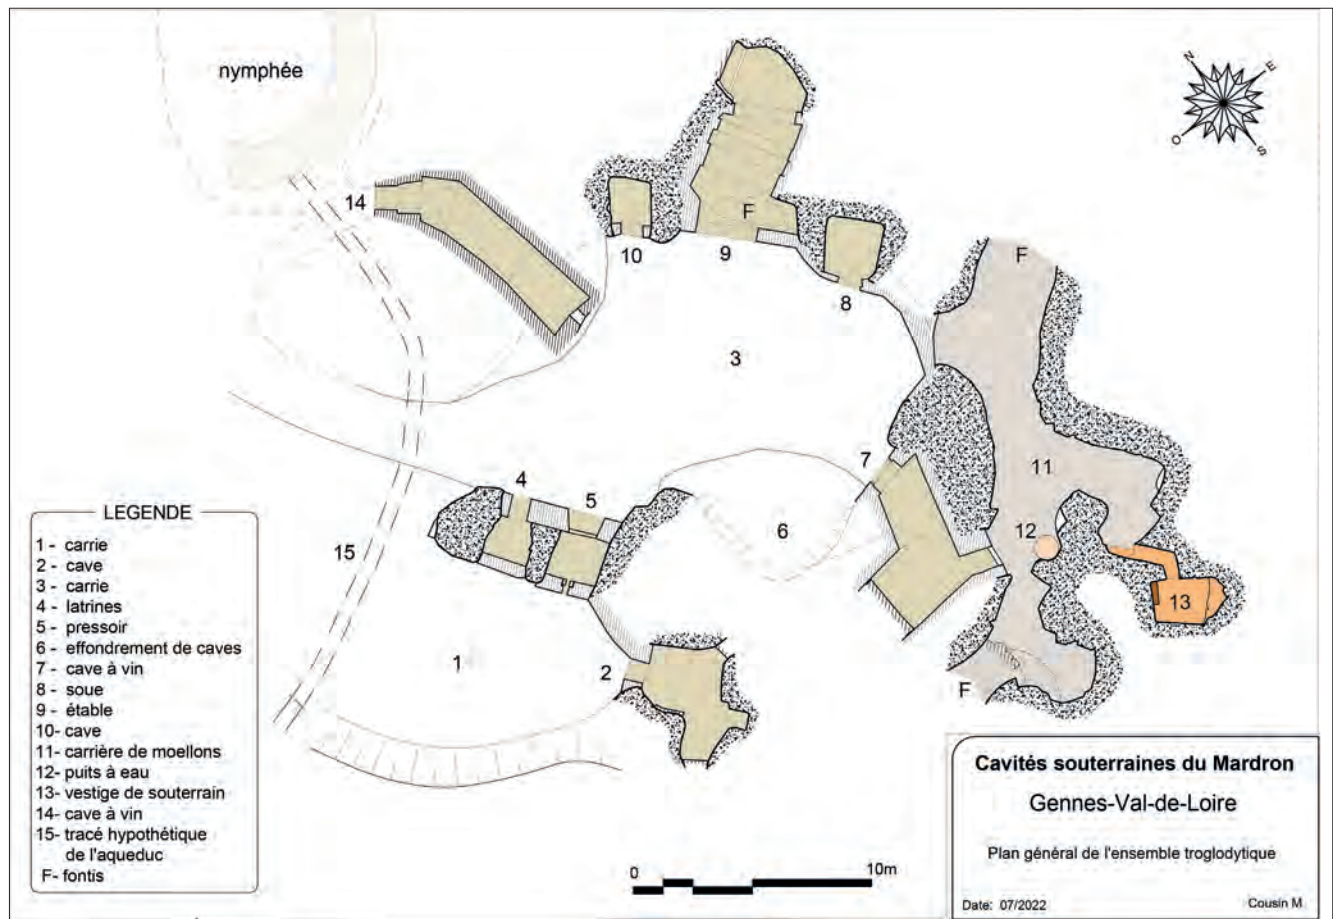 nymphée
N
E
O
S
14
10
F
9
8
F
3
7
11
4
5
6
12
15
13
1
2
F
LEGENDE
1 - carrie
2 - cave
3 - carrie
4 - latrines
5 - pressoir
6 - effondrement de caves
7 - cave à vin
8 - soue
9 - étable
10- cave
11- carrière de moellons
12- puits à eau
13- vestige de souterrain
14- cave à vin
15- tracé hypothétique
de l'aqueduc
F- fontis
0 10m
Cavités souterraines du Mardron
Gennes-Val-de-Loire
Plan général de l'ensemble troglodytique
Date: 07/2022 Cousin M.